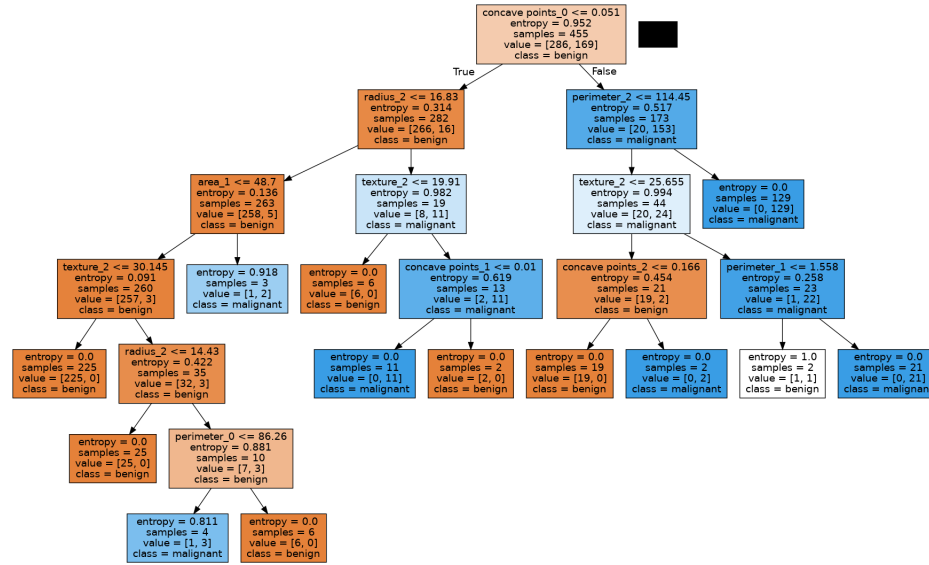 concave points_0 <= 0.051
entropy = 0.952
samples = 455
value = [286, 169]
class = benign
True
False
radius_2 <= 16.83
entropy = 0.314
samples = 282
value = [266, 16]
class = benign
perimeter_2 <= 114.45
entropy = 0.517
samples = 173
value = [20, 153]
class = malignant
area_1 <= 48.7
entropy = 0.136
samples = 263
value = [258, 5]
class = benign
texture_2 <= 19.91
entropy = 0.982
samples = 19
value = [8, 11]
class = malignant
texture_2 <= 25.655
entropy = 0.994
samples = 44
value = [20, 24]
class = malignant
entropy = 0.0
samples = 129
value = [0, 129]
class = malignant
texture_2 <= 30.145
entropy = 0.091
samples = 260
value = [257, 3]
class = benign
entropy = 0.918
samples = 3
value = [1, 2]
class = malignant
entropy = 0.0
samples = 6
value = [6, 0]
class = benign
concave points_1 <= 0.01
entropy = 0.619
samples = 13
value = [2, 11]
class = malignant
concave points_2 <= 0.166
entropy = 0.454
samples = 21
value = [19, 2]
class = benign
perimeter_1 <= 1.558
entropy = 0.258
samples = 23
value = [1, 22]
class = malignant
entropy = 0.0
samples = 225
value = [225, 0]
class = benign
radius_2 <= 14.43
entropy = 0.422
samples = 35
value = [32, 3]
class = benign
entropy = 0.0
samples = 11
value = [0, 11]
class = malignant
entropy = 0.0
samples = 2
value = [2, 0]
class = benign
entropy = 0.0
samples = 19
value = [19, 0]
class = benign
entropy = 0.0
samples = 2
value = [0, 2]
class = malignant
entropy = 1.0
samples = 2
value = [1, 1]
class = benign
entropy = 0.0
samples = 21
value = [0, 21]
class = malignant
entropy = 0.0
samples = 25
value = [25, 0]
class = benign
perimeter_0 <= 86.26
entropy = 0.881
samples = 10
value = [7, 3]
class = benign
entropy = 0.811
samples = 4
value = [1, 3]
class = malignant
entropy = 0.0
samples = 6
value = [6, 0]
class = benign